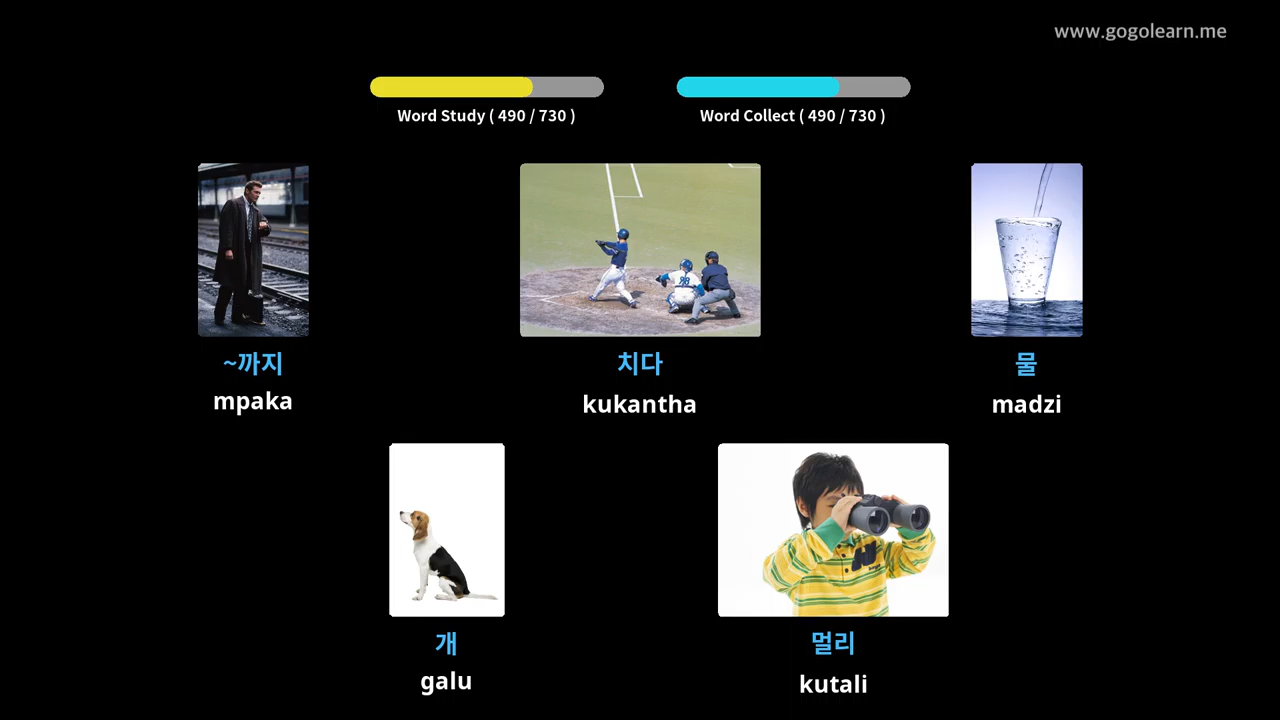 www.gogolearn.me
Word Study ( 490 / 730 )
Word Collect ( 490 / 730 )
~까지
mpaka
치다
kukantha
물
madzi
개
galu
멀리
kutali